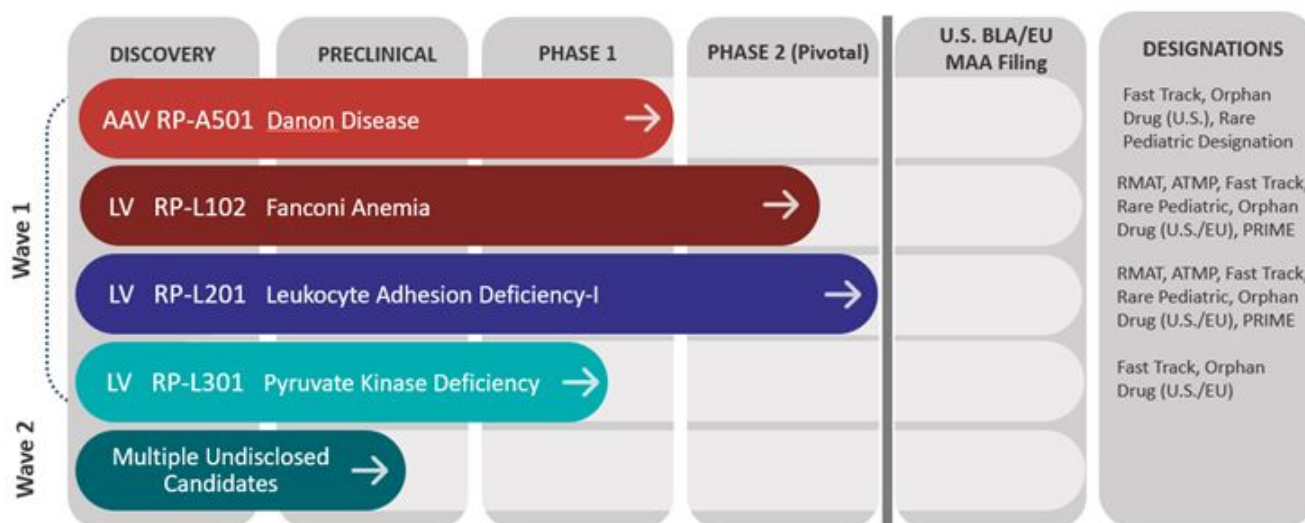 DISCOVERY
PRECLINICAL
PHASE 1
PHASE 2 (Pivotal)
U.S. BLA/EU
MAA Filing
DESIGNATIONS
Wave 1
AAV RP-A501 Danon Disease
Fast Track, Orphan
Drug (U.S.), Rare
Pediatric Designation
LV RP-L102 Fanconi Anemia
RMAT, ATMP, Fast Track,
Rare Pediatric, Orphan
Drug (U.S./EU), PRIME
LV RP-L201 Leukocyte Adhesion Deficiency-I
RMAT, ATMP, Fast Track,
Rare Pediatric, Orphan
Drug (U.S./EU), PRIME
LV RP-L301 Pyruvate Kinase Deficiency
Fast Track, Orphan
Drug (U.S./EU)
Wave 2
Multiple Undisclosed
Candidates